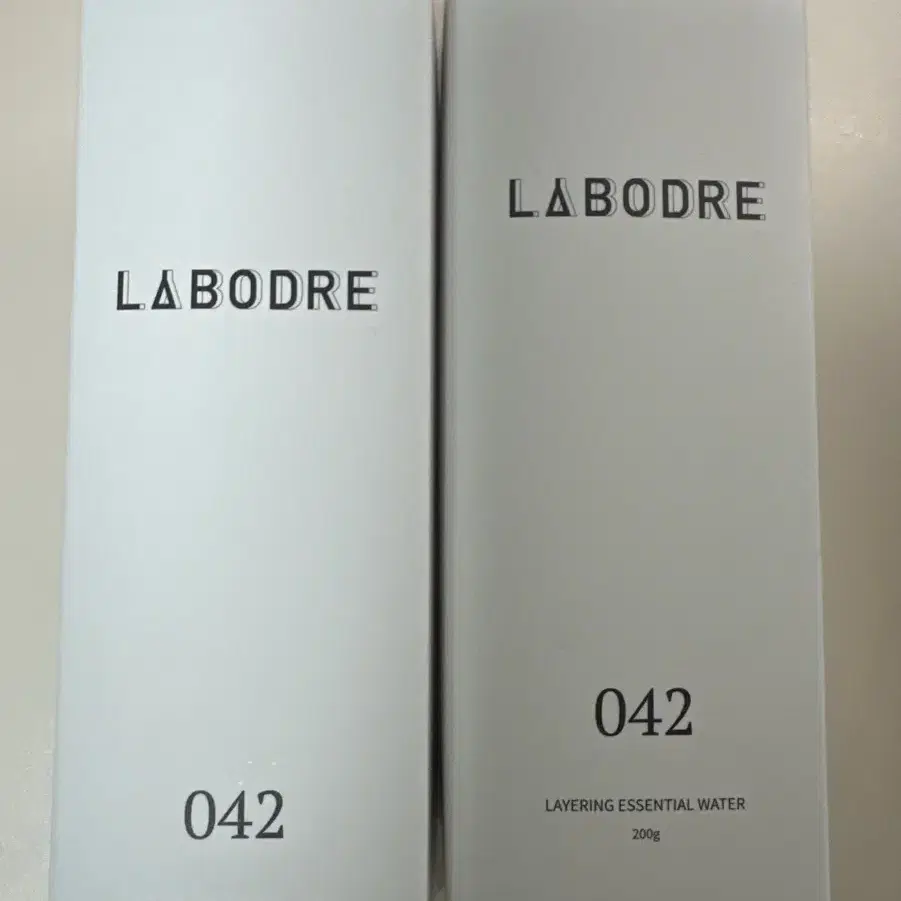 LABODRE
042
LABODRE
042
LAYERING ESSENTIAL WATER
200g